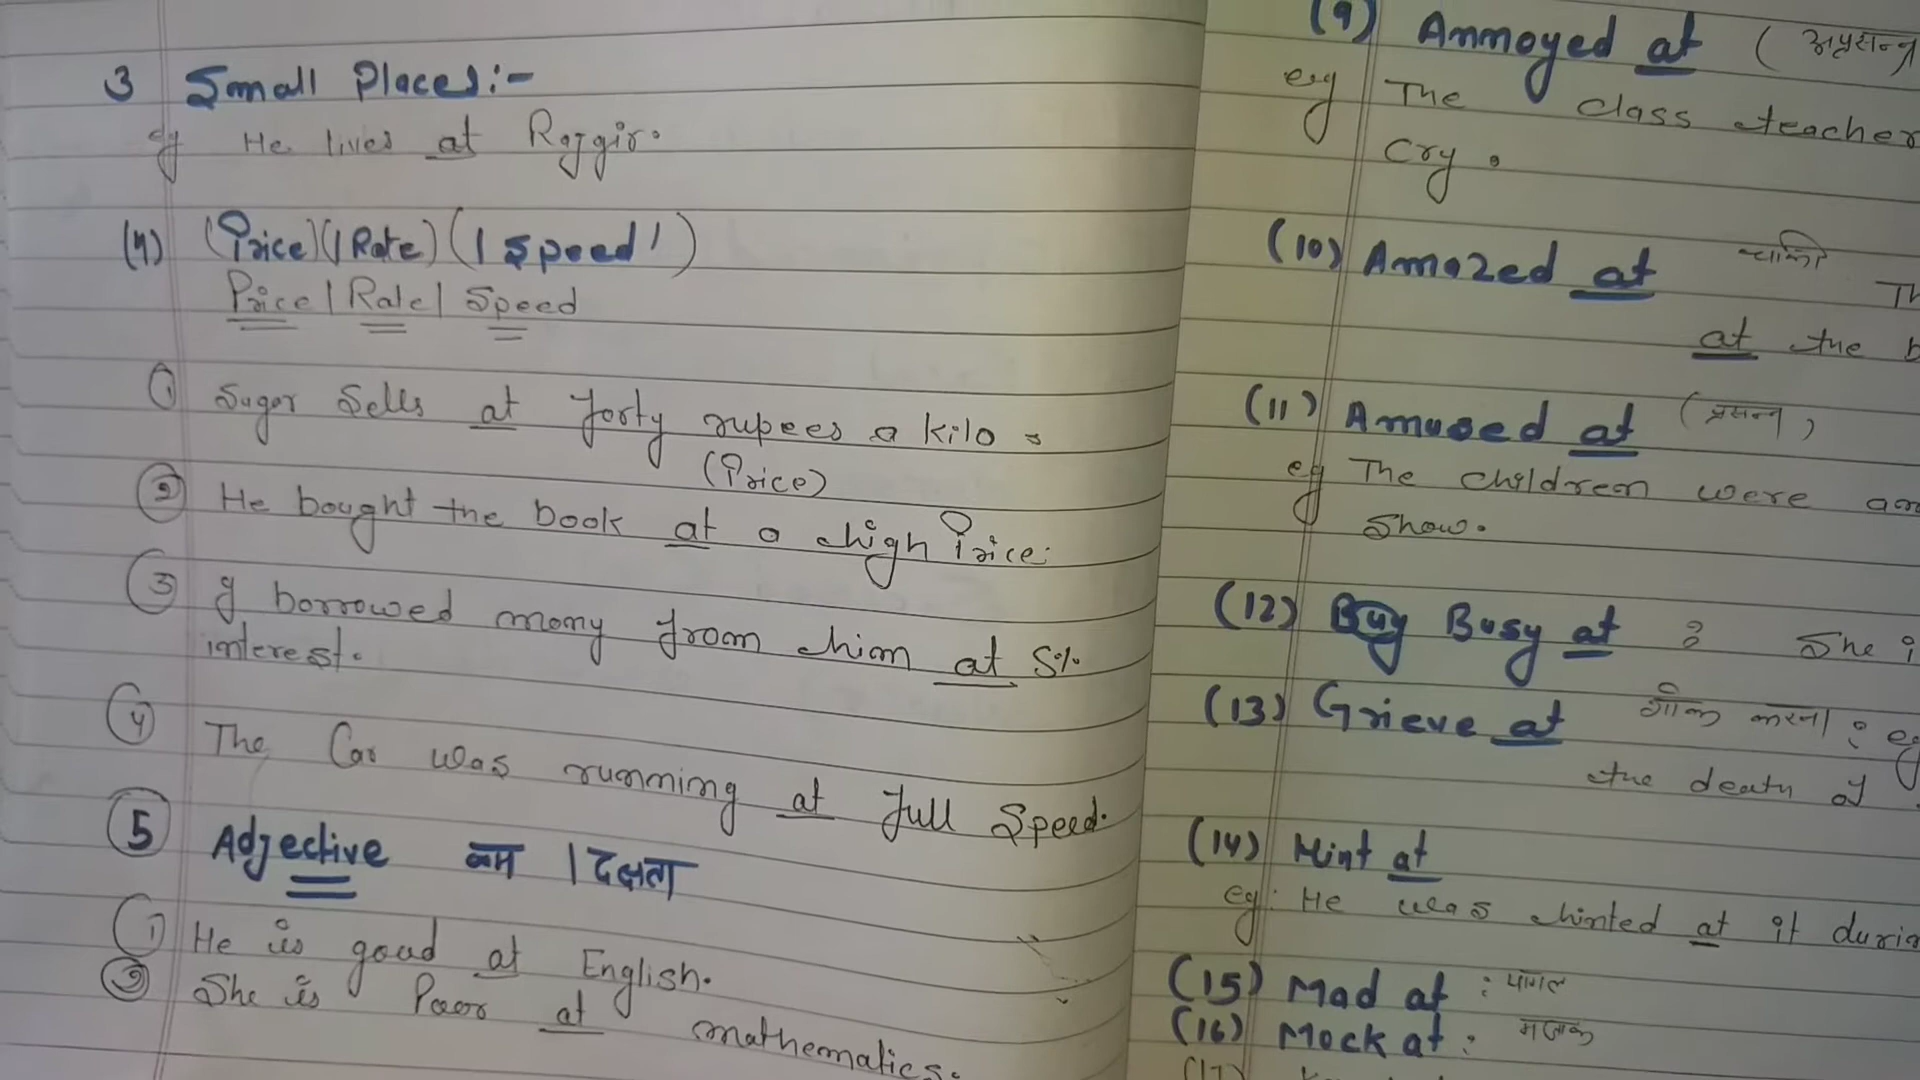 3 Small Places:-
eg He lives at Rajgir.
(4) (Price)(Rate)(Speed)
Price | Rate | Speed
① Sugar Sells at forty rupees a kilo
(Price)
② He bought the book at a high Price.
③ I borrowed mony from him at 5%
interest.
④ The Car was running at full Speed.
⑤ Adjective कम | दक्षता
① He is good at English.
② She is Poor at mathematics.
(9) Annoyed at (अप्रसन्न
eg The class teacher
Cry.
(10) Amazed at
at the b
(11) Amused at (प्रसन्न)
eg The children were am
Show.
(12) Busy at : She i
(13) Grieve at शोक करना : eg
the death of
(14) Hint at
eg: He was hinted at it durin
(15) Mad at : पागल
(16) Mock at : मजाक
(17)